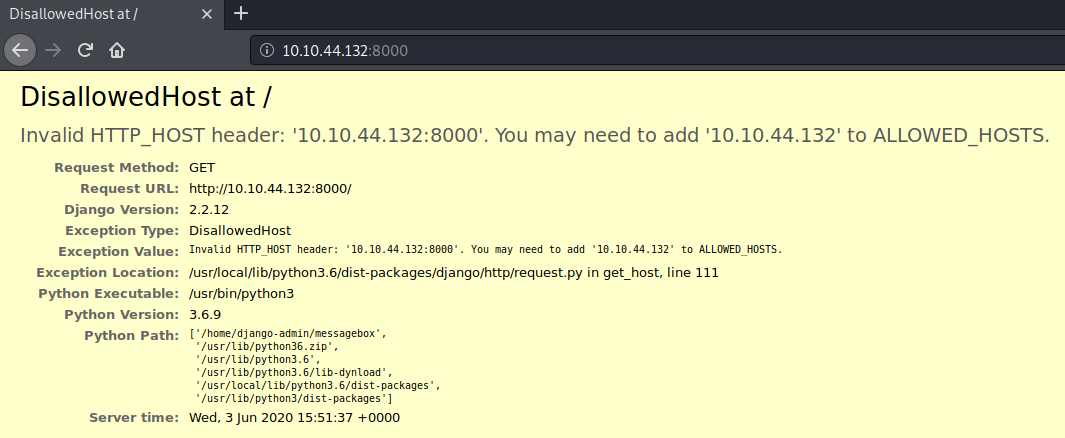 DisallowedHost at /
10.10.44.132:8000
DisallowedHost at /
Invalid HTTP_HOST header: '10.10.44.132:8000'. You may need to add '10.10.44.132' to ALLOWED_HOSTS.
Request Method: GET
Request URL: http://10.10.44.132:8000/
Django Version: 2.2.12
Exception Type: DisallowedHost
Exception Value: Invalid HTTP_HOST header: '10.10.44.132:8000'. You may need to add '10.10.44.132' to ALLOWED_HOSTS.
Exception Location: /usr/local/lib/python3.6/dist-packages/django/http/request.py in get_host, line 111
Python Executable: /usr/bin/python3
Python Version: 3.6.9
Python Path: ['/home/django-admin/messagebox',
'/usr/lib/python36.zip',
'/usr/lib/python3.6',
'/usr/lib/python3.6/lib-dynload',
'/usr/local/lib/python3.6/dist-packages',
'/usr/lib/python3/dist-packages']
Server time: Wed, 3 Jun 2020 15:51:37 +0000